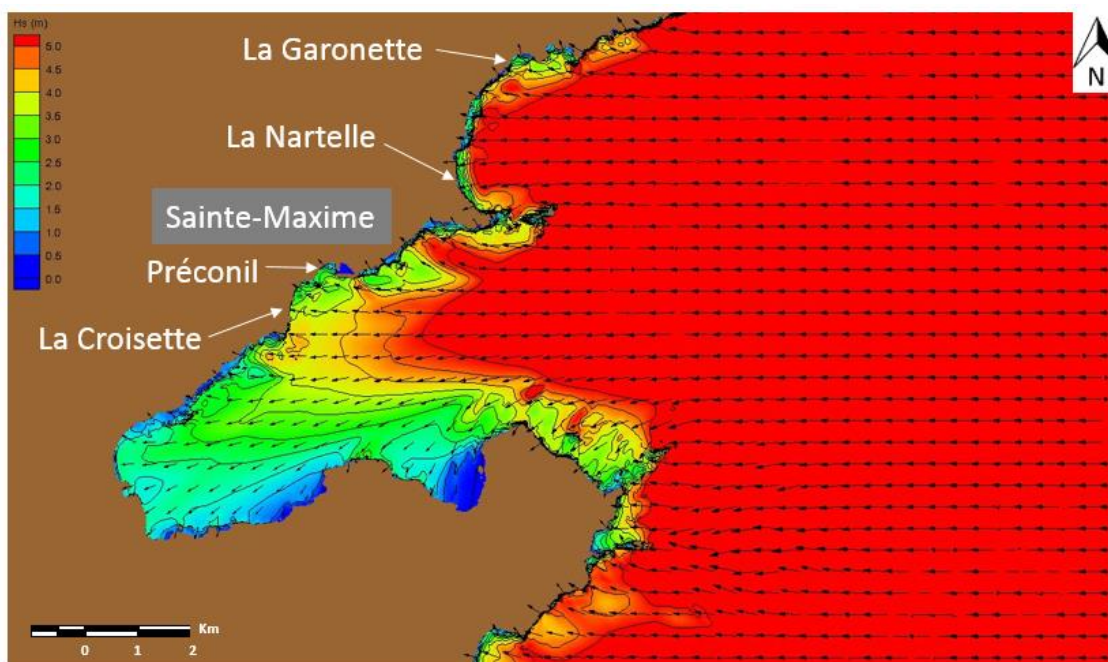 Hs (m)
5.0
4.5
4.0
3.5
3.0
2.5
2.0
1.5
1.0
0.5
0.0
La Garonette
N
La Nartelle
Sainte-Maxime
Préconil
La Croisette
Km
0 1 2